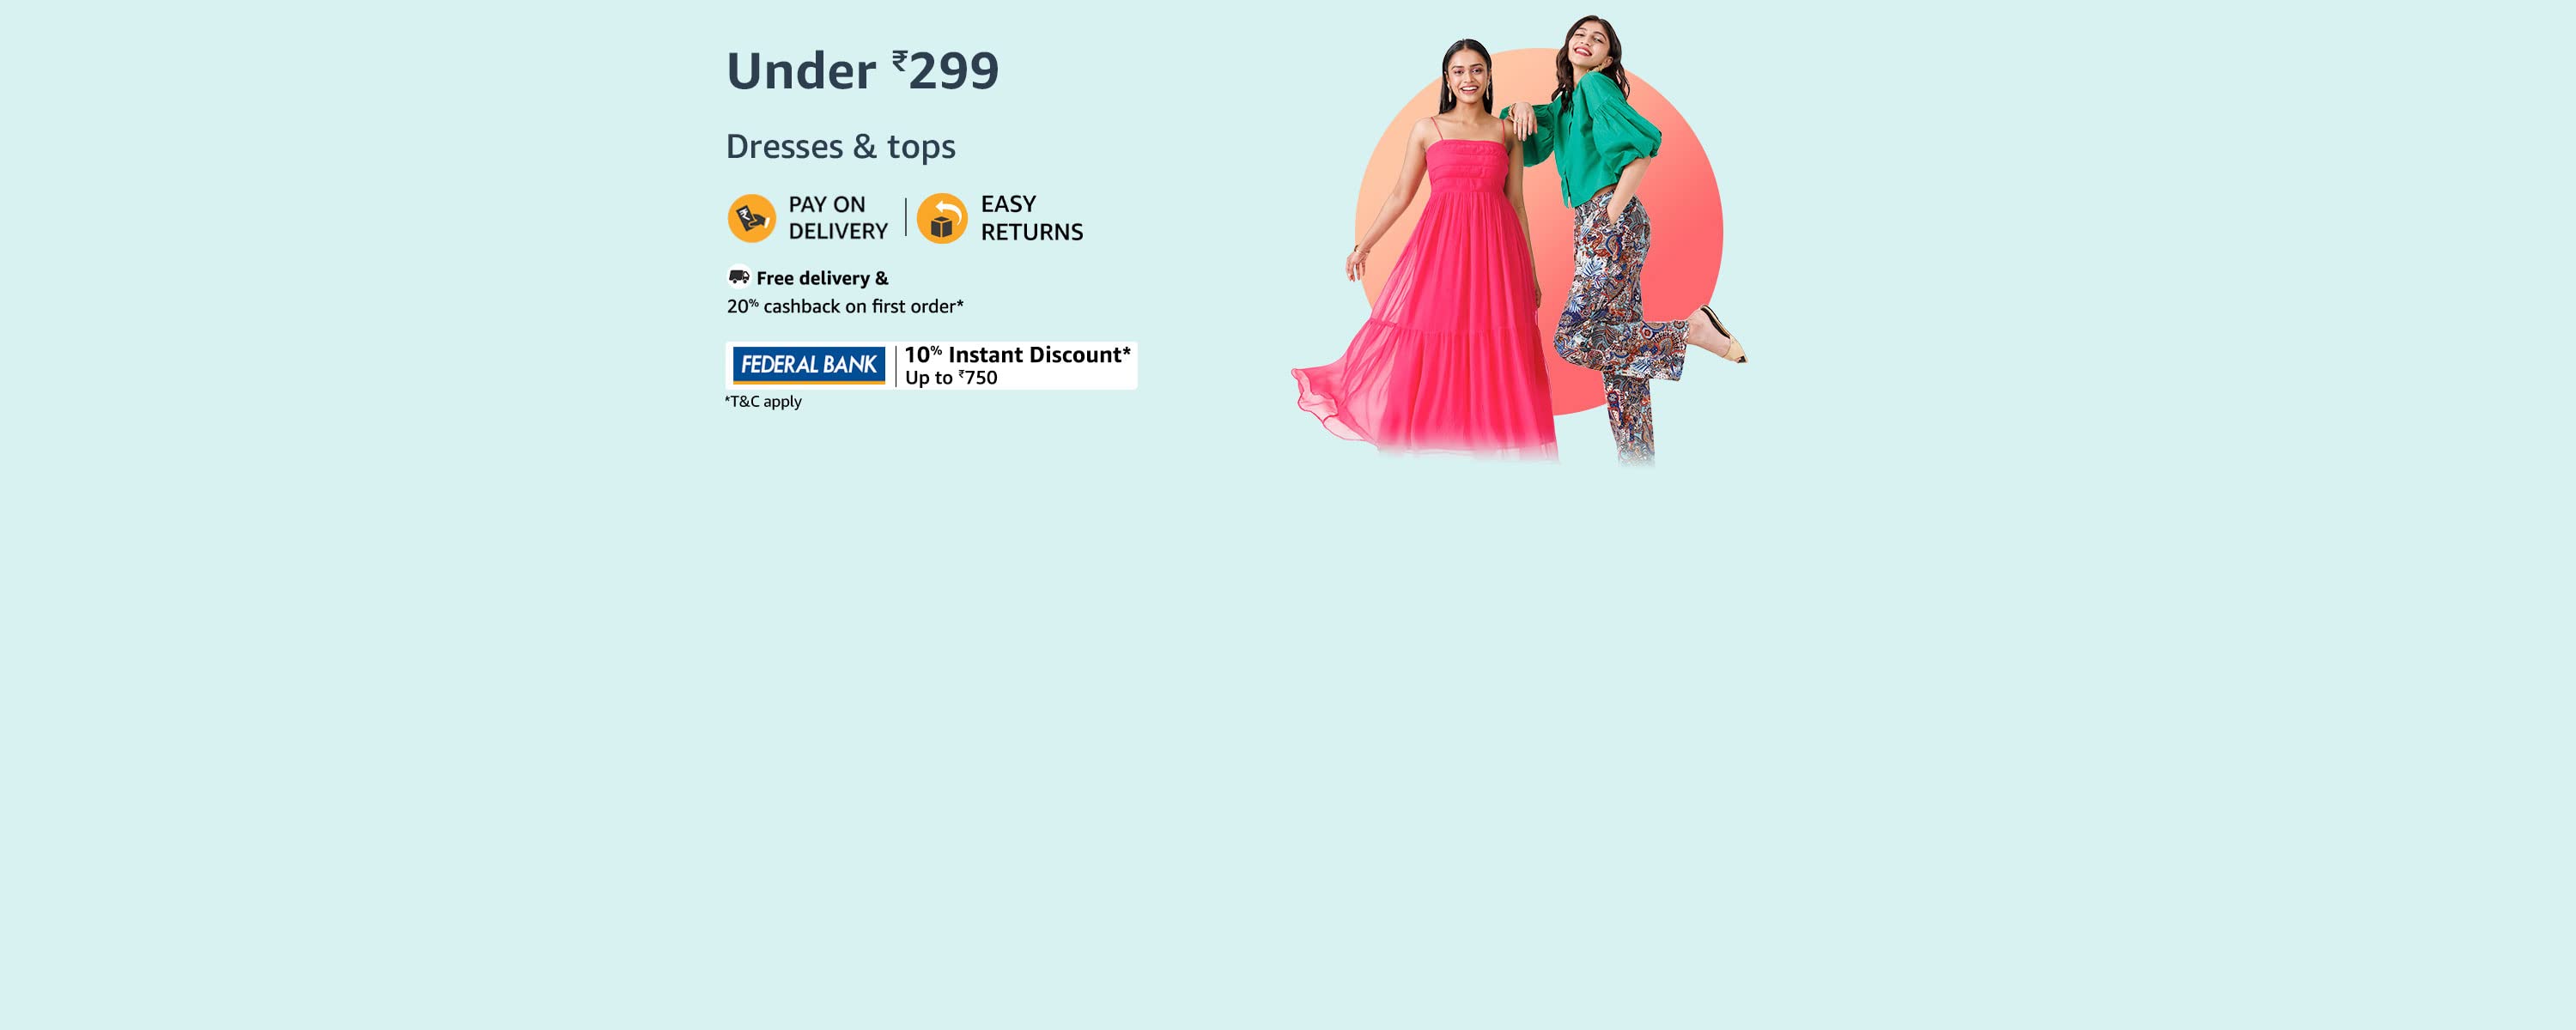 Under ₹299
Dresses & tops
PAY ON
DELIVERY
EASY
RETURNS
Free delivery &
20% cashback on first order*
FEDERAL BANK
10% Instant Discount*
Up to ₹750
*T&C apply